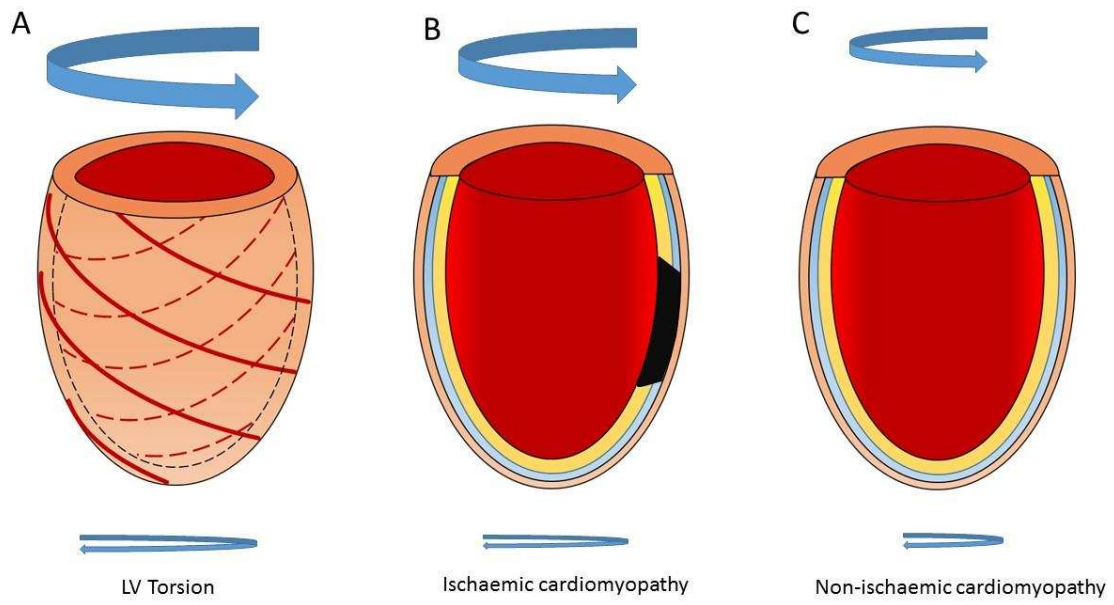 A
B
C
LV Torsion
Ischaemic cardiomyopathy
Non-ischaemic cardiomyopathy